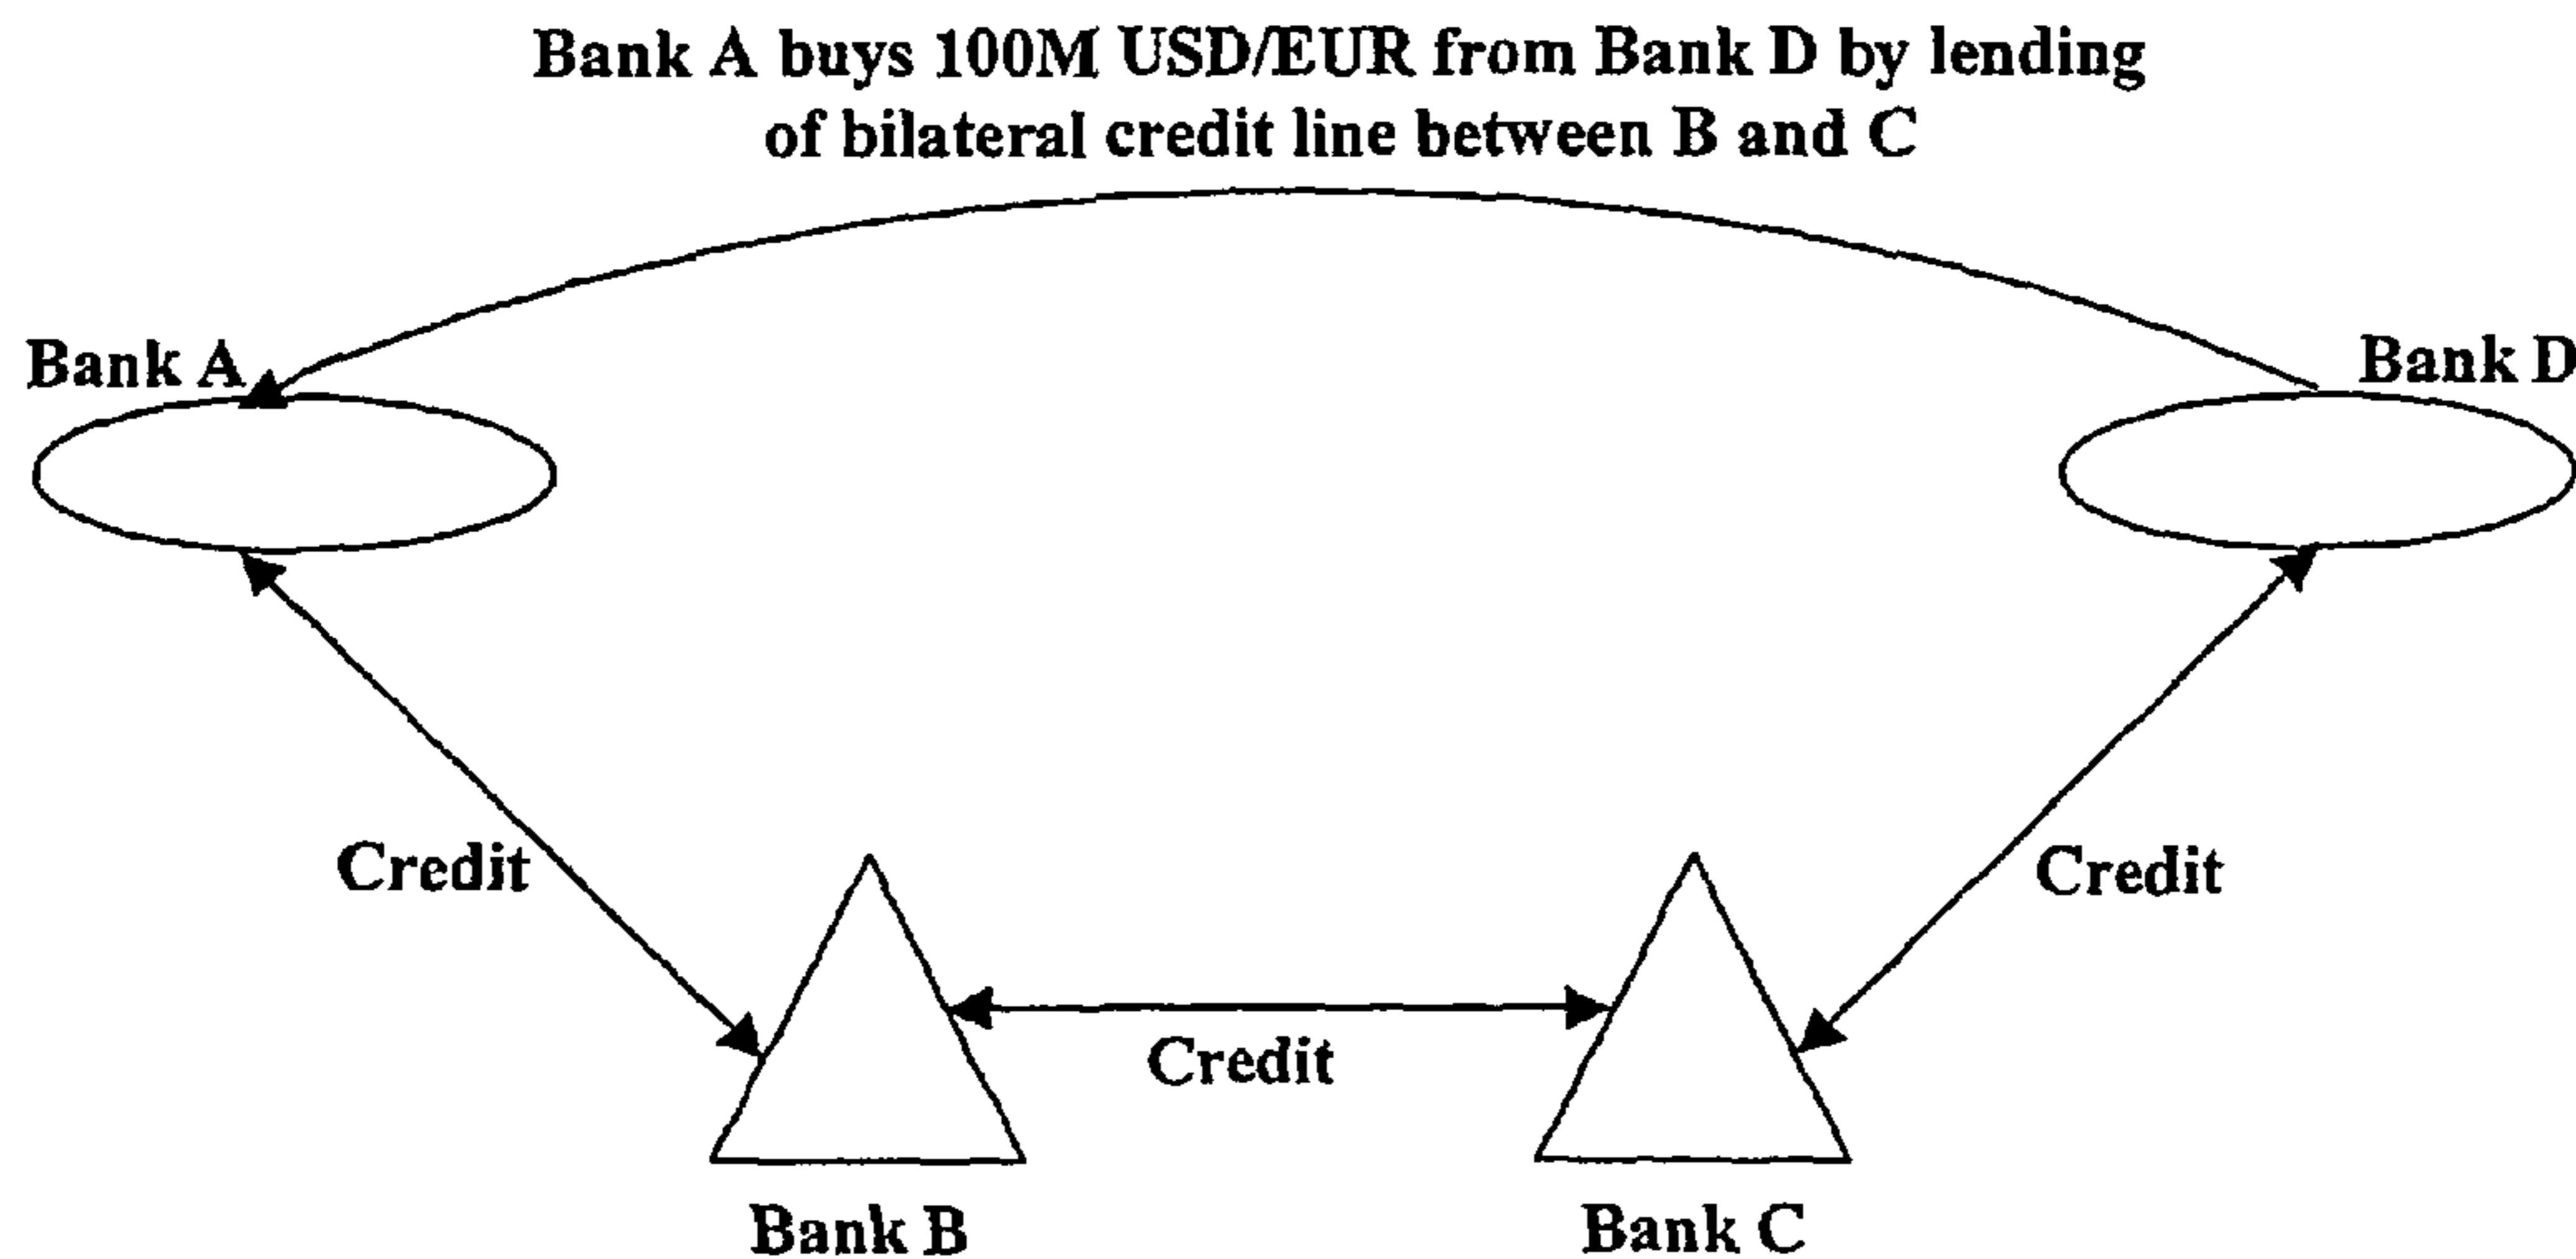 Bank A buys 100M USD/EUR from Bank D by lending
of bilateral credit line between B and C
Bank A
Bank D
Credit
Credit
Credit
Bank B
Bank C